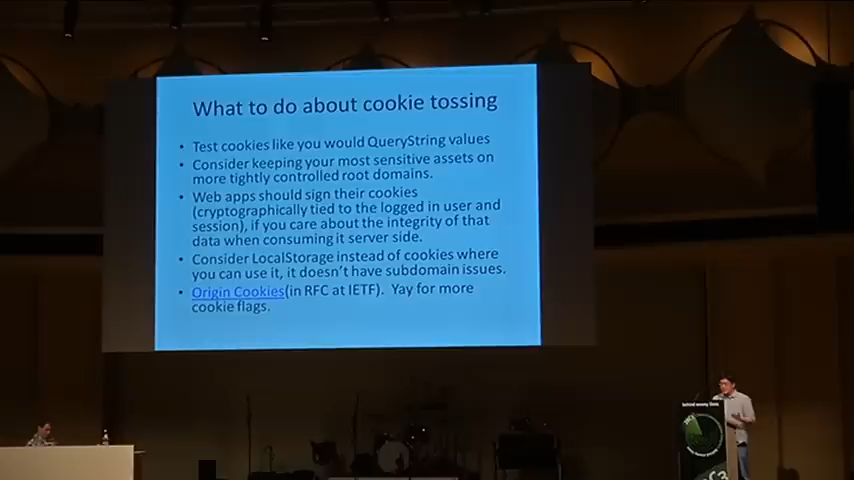 What to do about cookie tossing
• Test cookies like you would QueryString values
• Consider keeping your most sensitive assets on
more tightly controlled root domains.
• Web apps should sign their cookies
(cryptographically tied to the logged in user and
session), if you care about the integrity of that
data when consuming it server side.
• Consider LocalStorage instead of cookies where
you can use it, it doesn't have subdomain issues.
• Origin Cookies(in RFC at IETF). Yay for more
cookie flags.
behind enemy lines